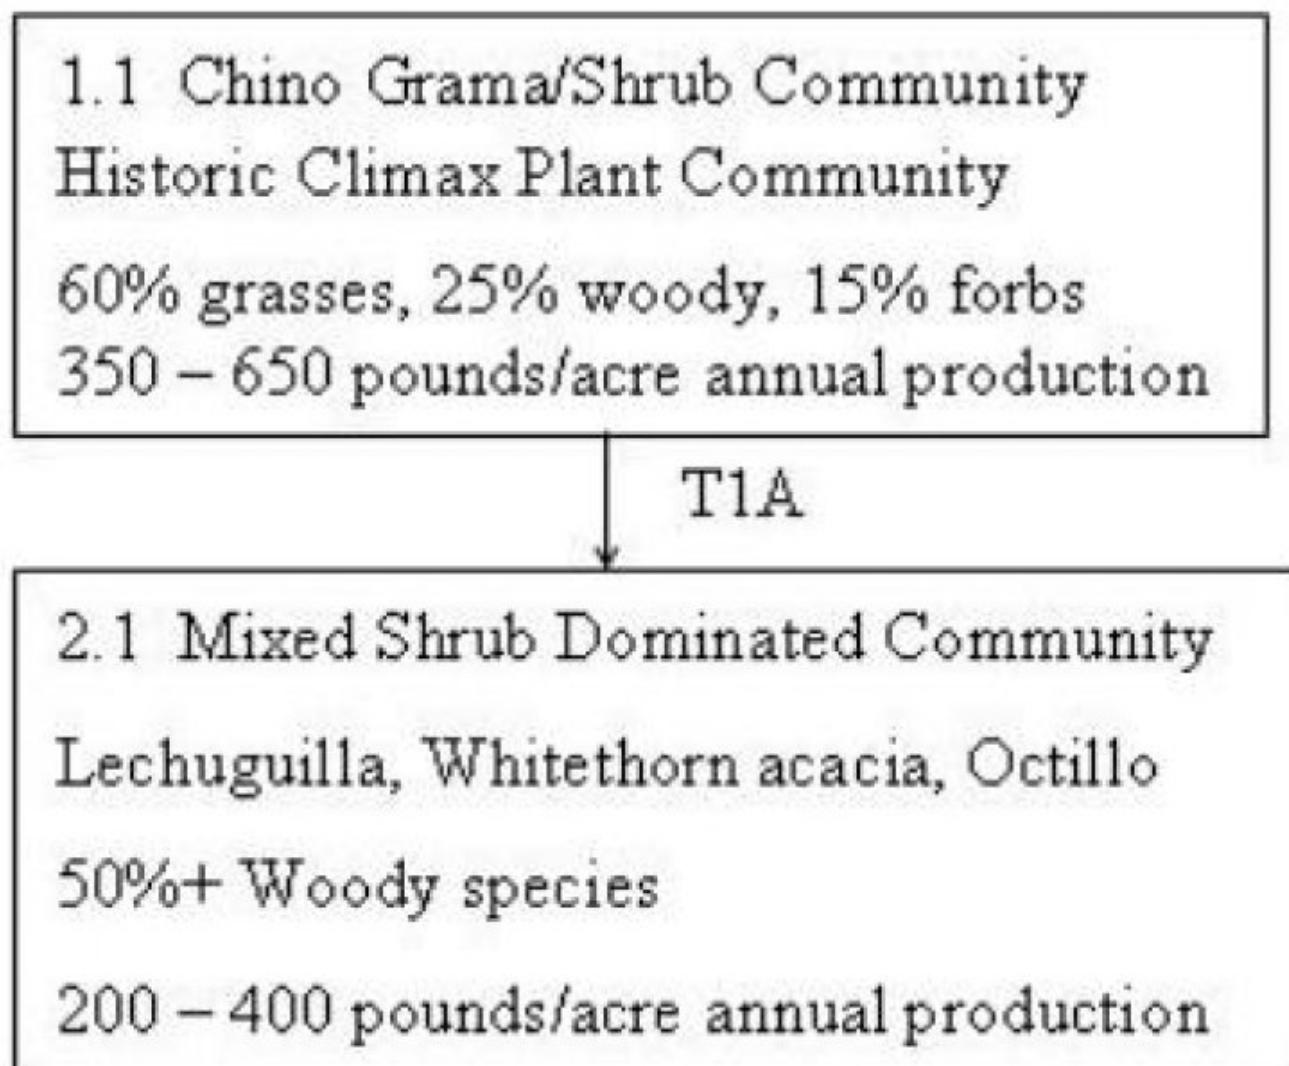 1.1 Chino Grama/Shrub Community
Historic Climax Plant Community
60% grasses, 25% woody, 15% forbs
350 – 650 pounds/acre annual production
T1A
2.1 Mixed Shrub Dominated Community
Lechuguilla, Whitethorn acacia, Octillo
50%+ Woody species
200 – 400 pounds/acre annual production